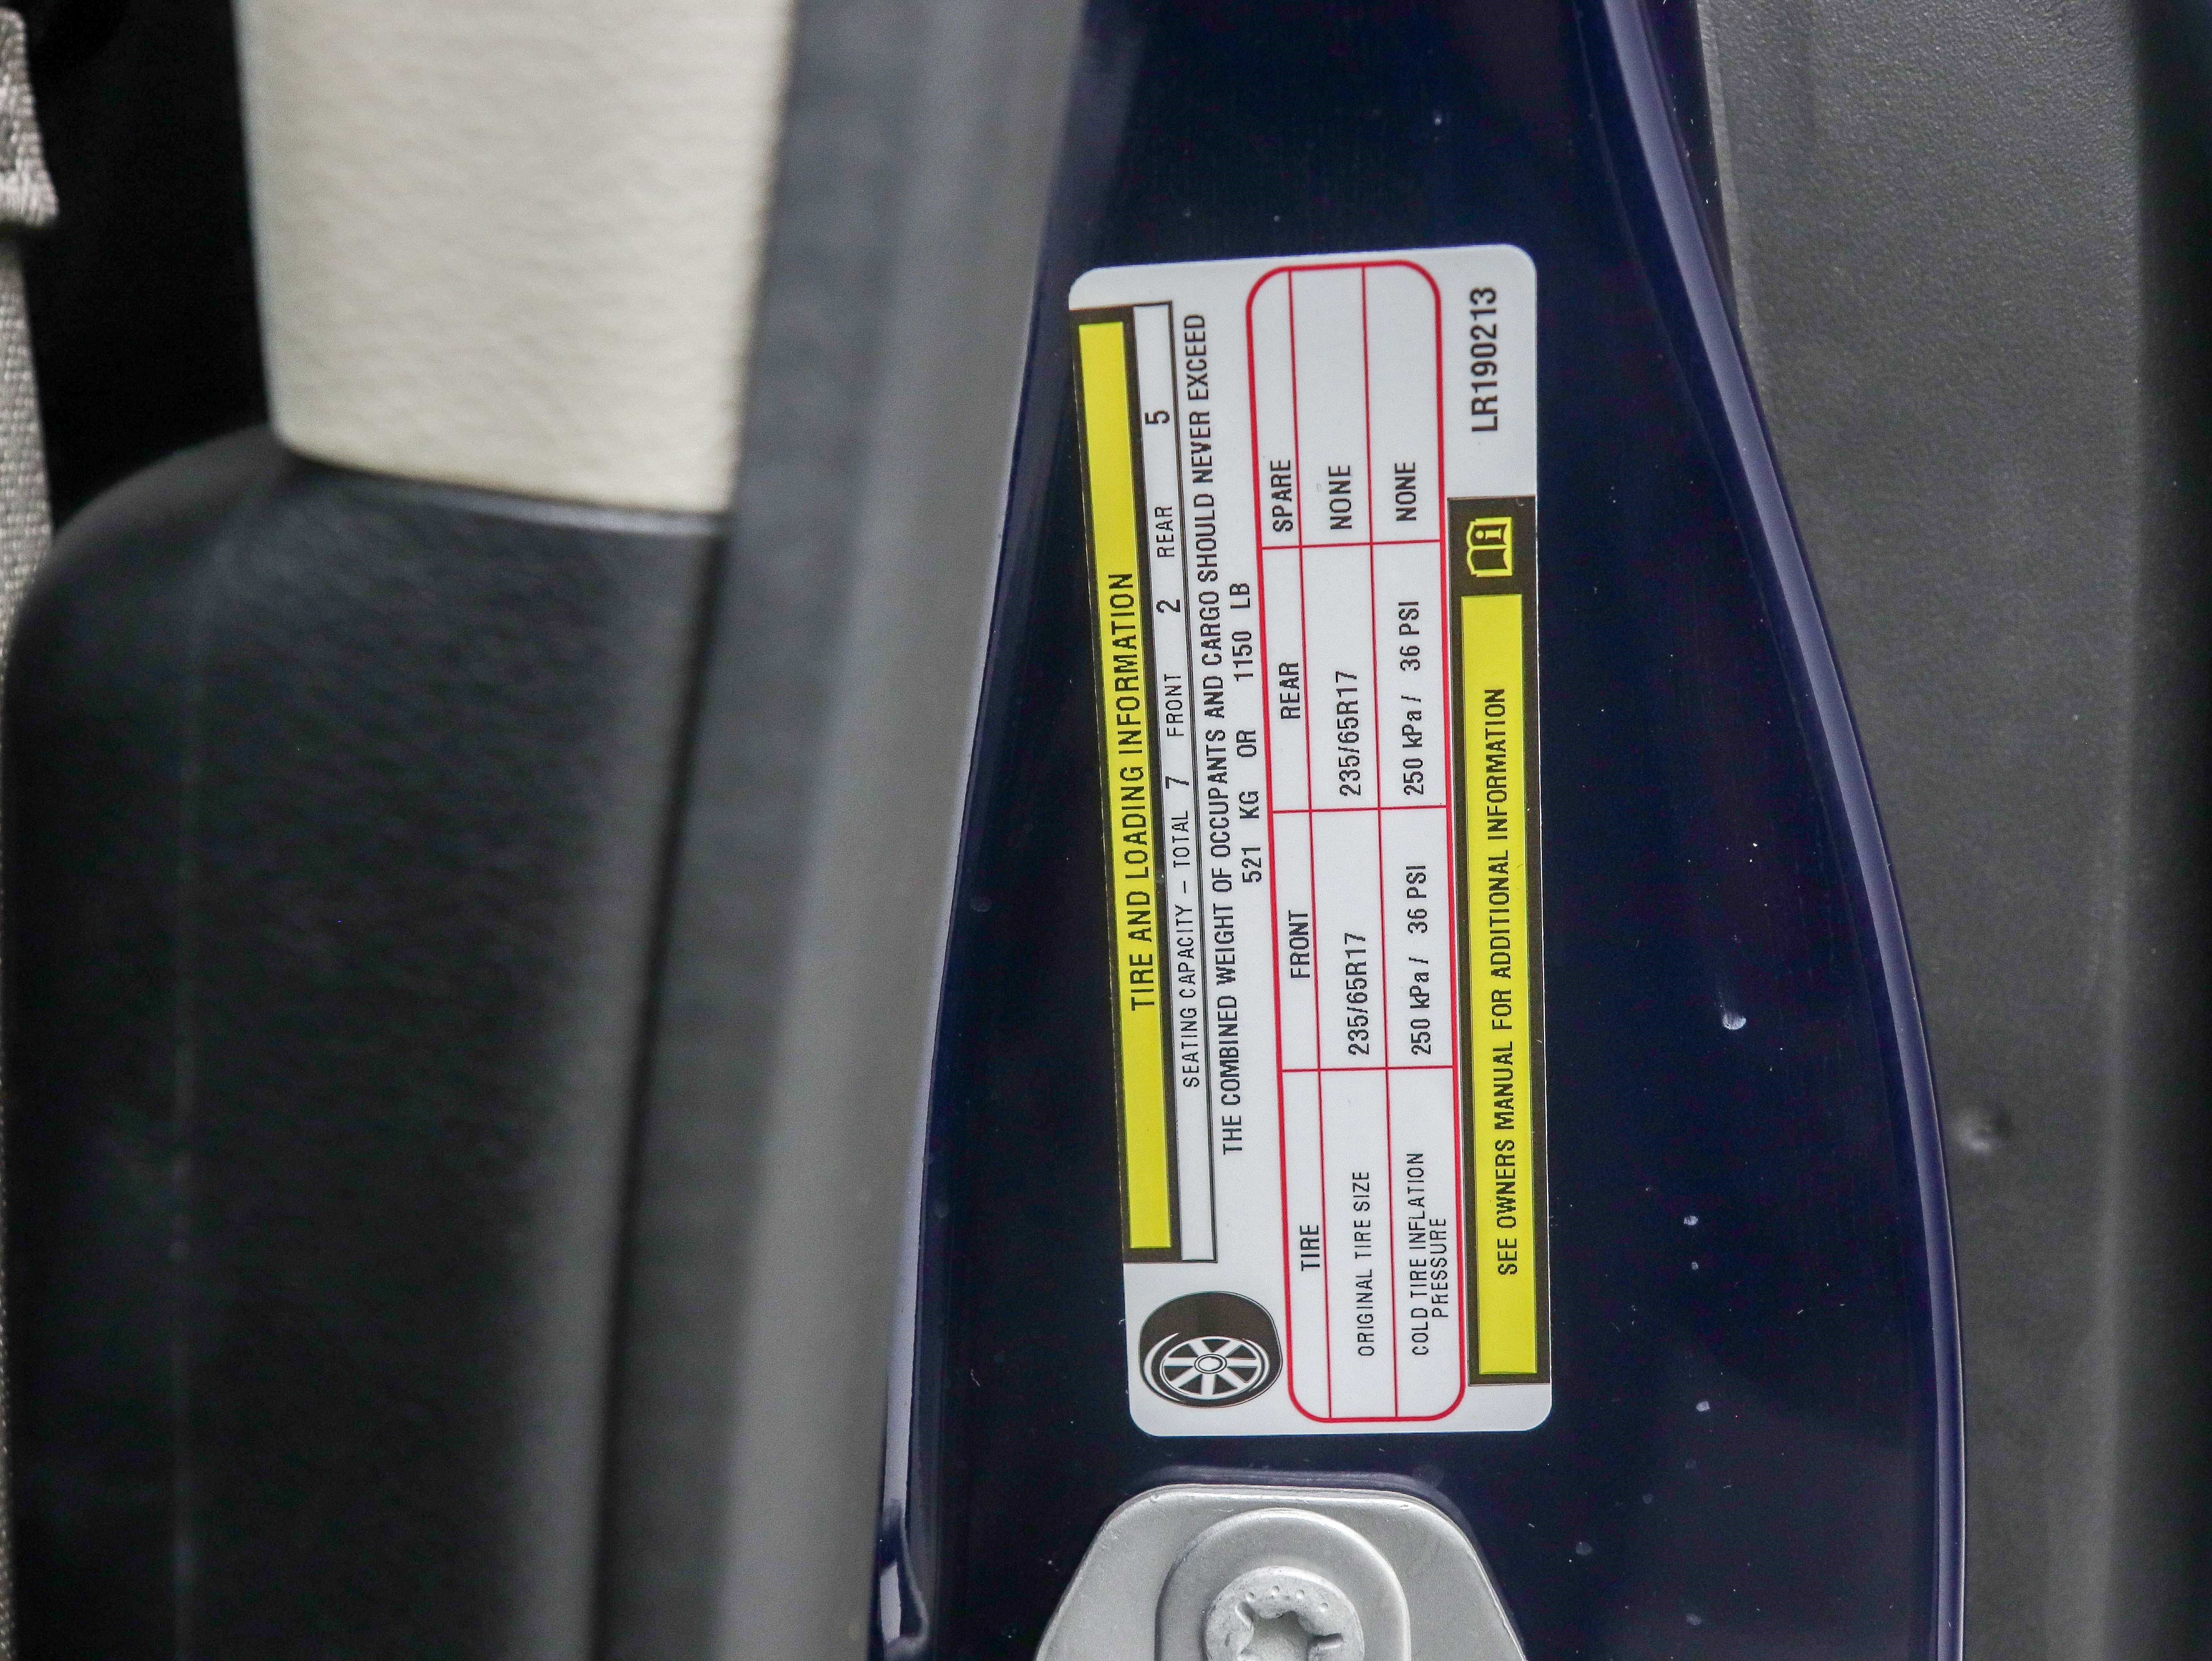 TIRE AND LOADING INFORMATION
SEATING CAPACITY – TOTAL 7 FRONT 2 REAR 5
THE COMBINED WEIGHT OF OCCUPANTS AND CARGO SHOULD NEVER EXCEED
521 KG OR 1150 LB
TIRE FRONT REAR SPARE
ORIGINAL TIRE SIZE 235/65R17 235/65R17 NONE
COLD TIRE INFLATION PRESSURE 250 kPa / 36 PSI 250 kPa / 36 PSI NONE
SEE OWNERS MANUAL FOR ADDITIONAL INFORMATION
LR190213